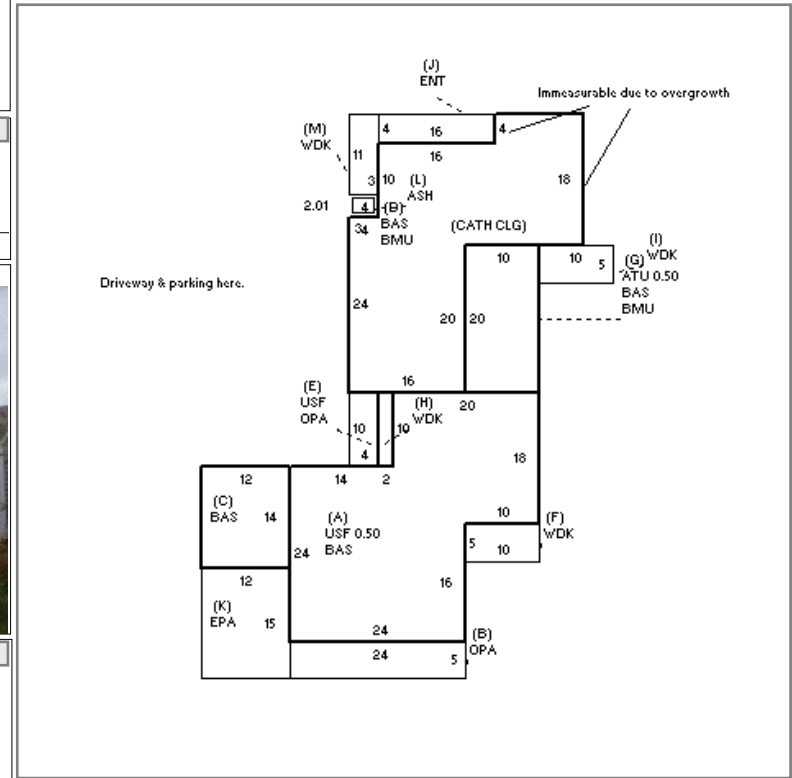 (J)
ENT
Immeasurable due to overgrowth
4
16
4
(M)
WDK
11
16
3
10
(L)
ASH
18
2.01
4
(D)
BAS
BMU
(CATH CLG)
34
10
10
5
(I)
WDK
(G)
ATU 0.50
BAS
BMU
Driveway & parking here.
24
20
20
16
(E)
USF
OPA
(H)
WDK
20
10
10
4
18
12
14
2
(C)
BAS
14
(A)
USF 0.50
BAS
10
(F)
WDK
5
10
24
12
16
(K)
EPA
15
24
(B)
OPA
24
5